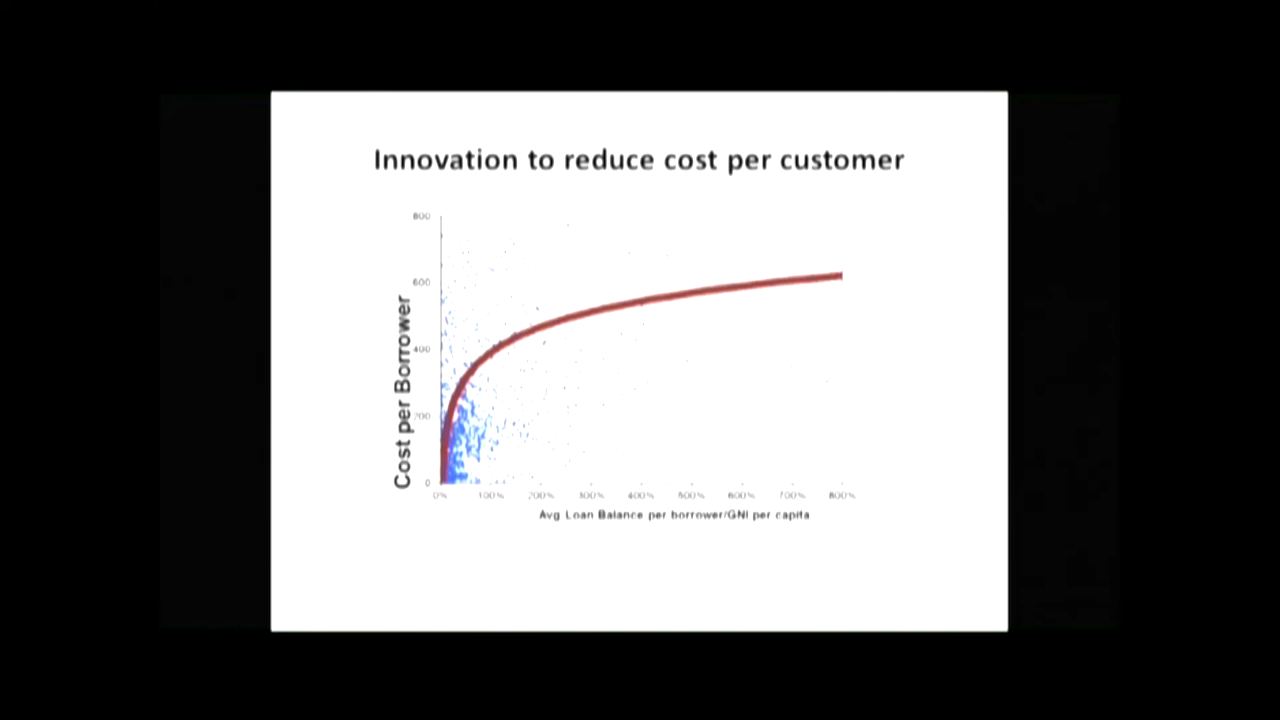 Innovation to reduce cost per customer
800
600
400
200
0
Cost per Borrower
0% 100% 200% 300% 400% 500% 600% 700% 800%
Avg Loan Balance per borrower/GNI per capita